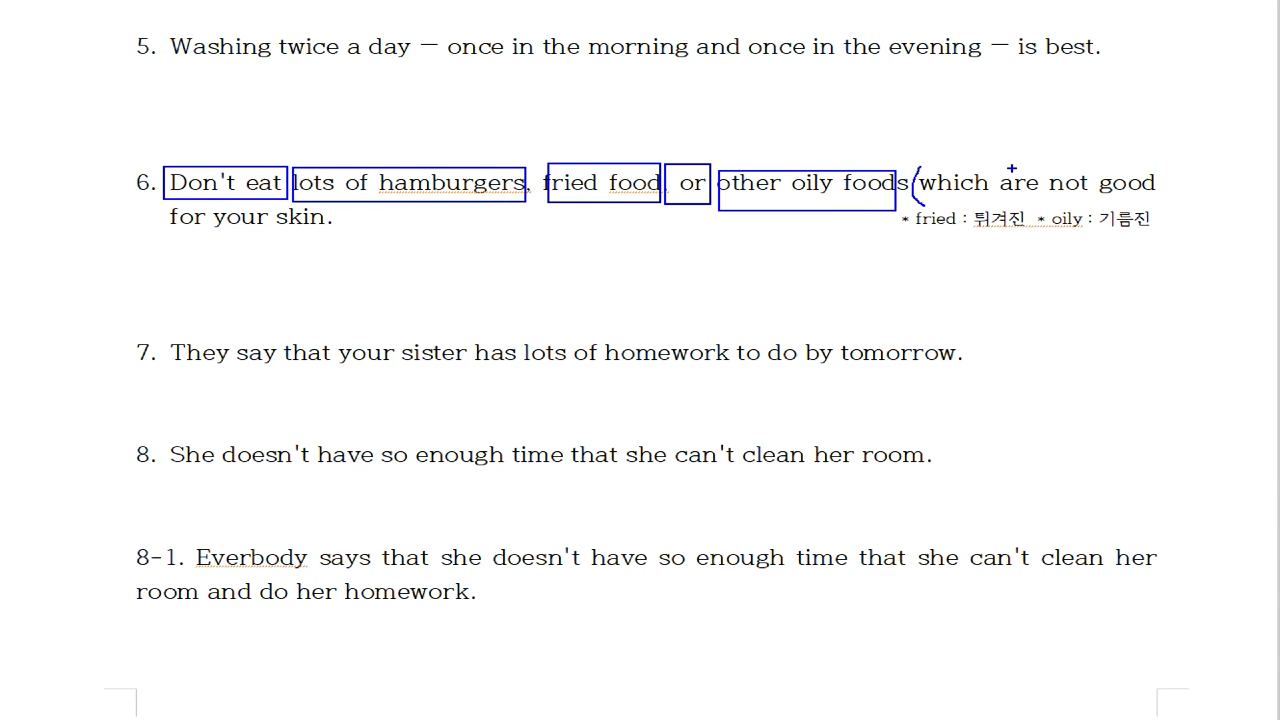 5. Washing twice a day — once in the morning and once in the evening — is best.
6. Don't eat lots of hamburgers, fried food, or other oily foods which are not good
for your skin.
* fried :튀겨진 * oily : 기름진
7. They say that your sister has lots of homework to do by tomorrow.
8. She doesn't have so enough time that she can't clean her room.
8-1. Everbody says that she doesn't have so enough time that she can't clean her
room and do her homework.